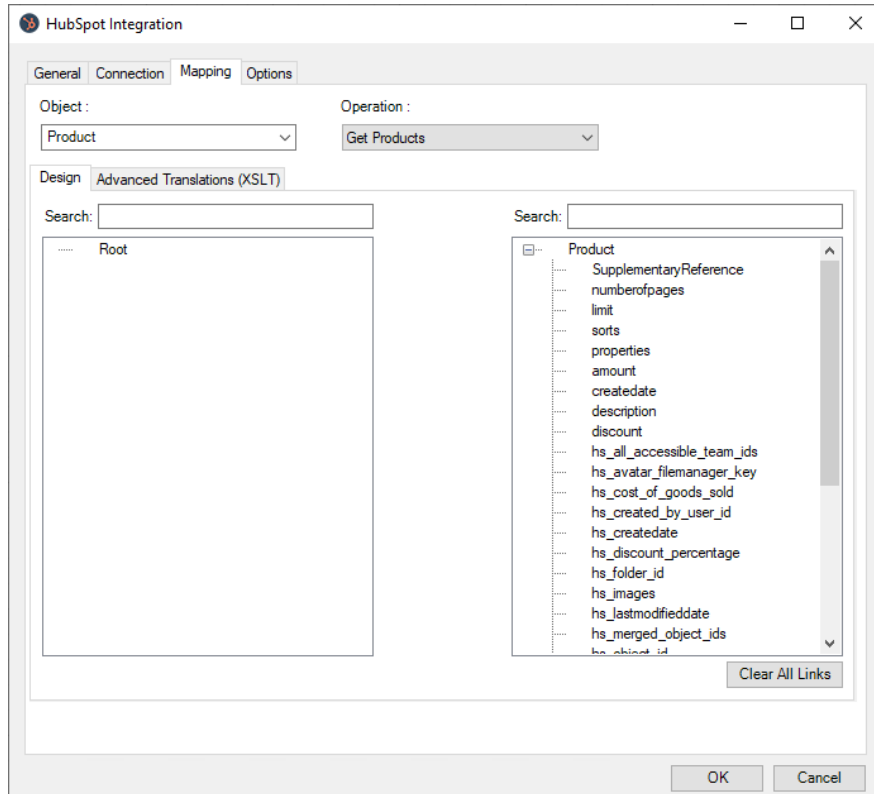 HubSpot Integration
General Connection Mapping Options
Object : Operation :
Product Get Products
Design Advanced Translations (XSLT)
Search: Search:
Root Product
SupplementaryReference
numberofpages
limit
sorts
properties
amount
createdate
description
discount
hs_all_accessible_team_ids
hs_avatar_filemanager_key
hs_cost_of_goods_sold
hs_created_by_user_id
hs_createdate
hs_discount_percentage
hs_folder_id
hs_images
hs_lastmodifieddate
hs_merged_object_ids
hs_object_id
Clear All Links
OK Cancel